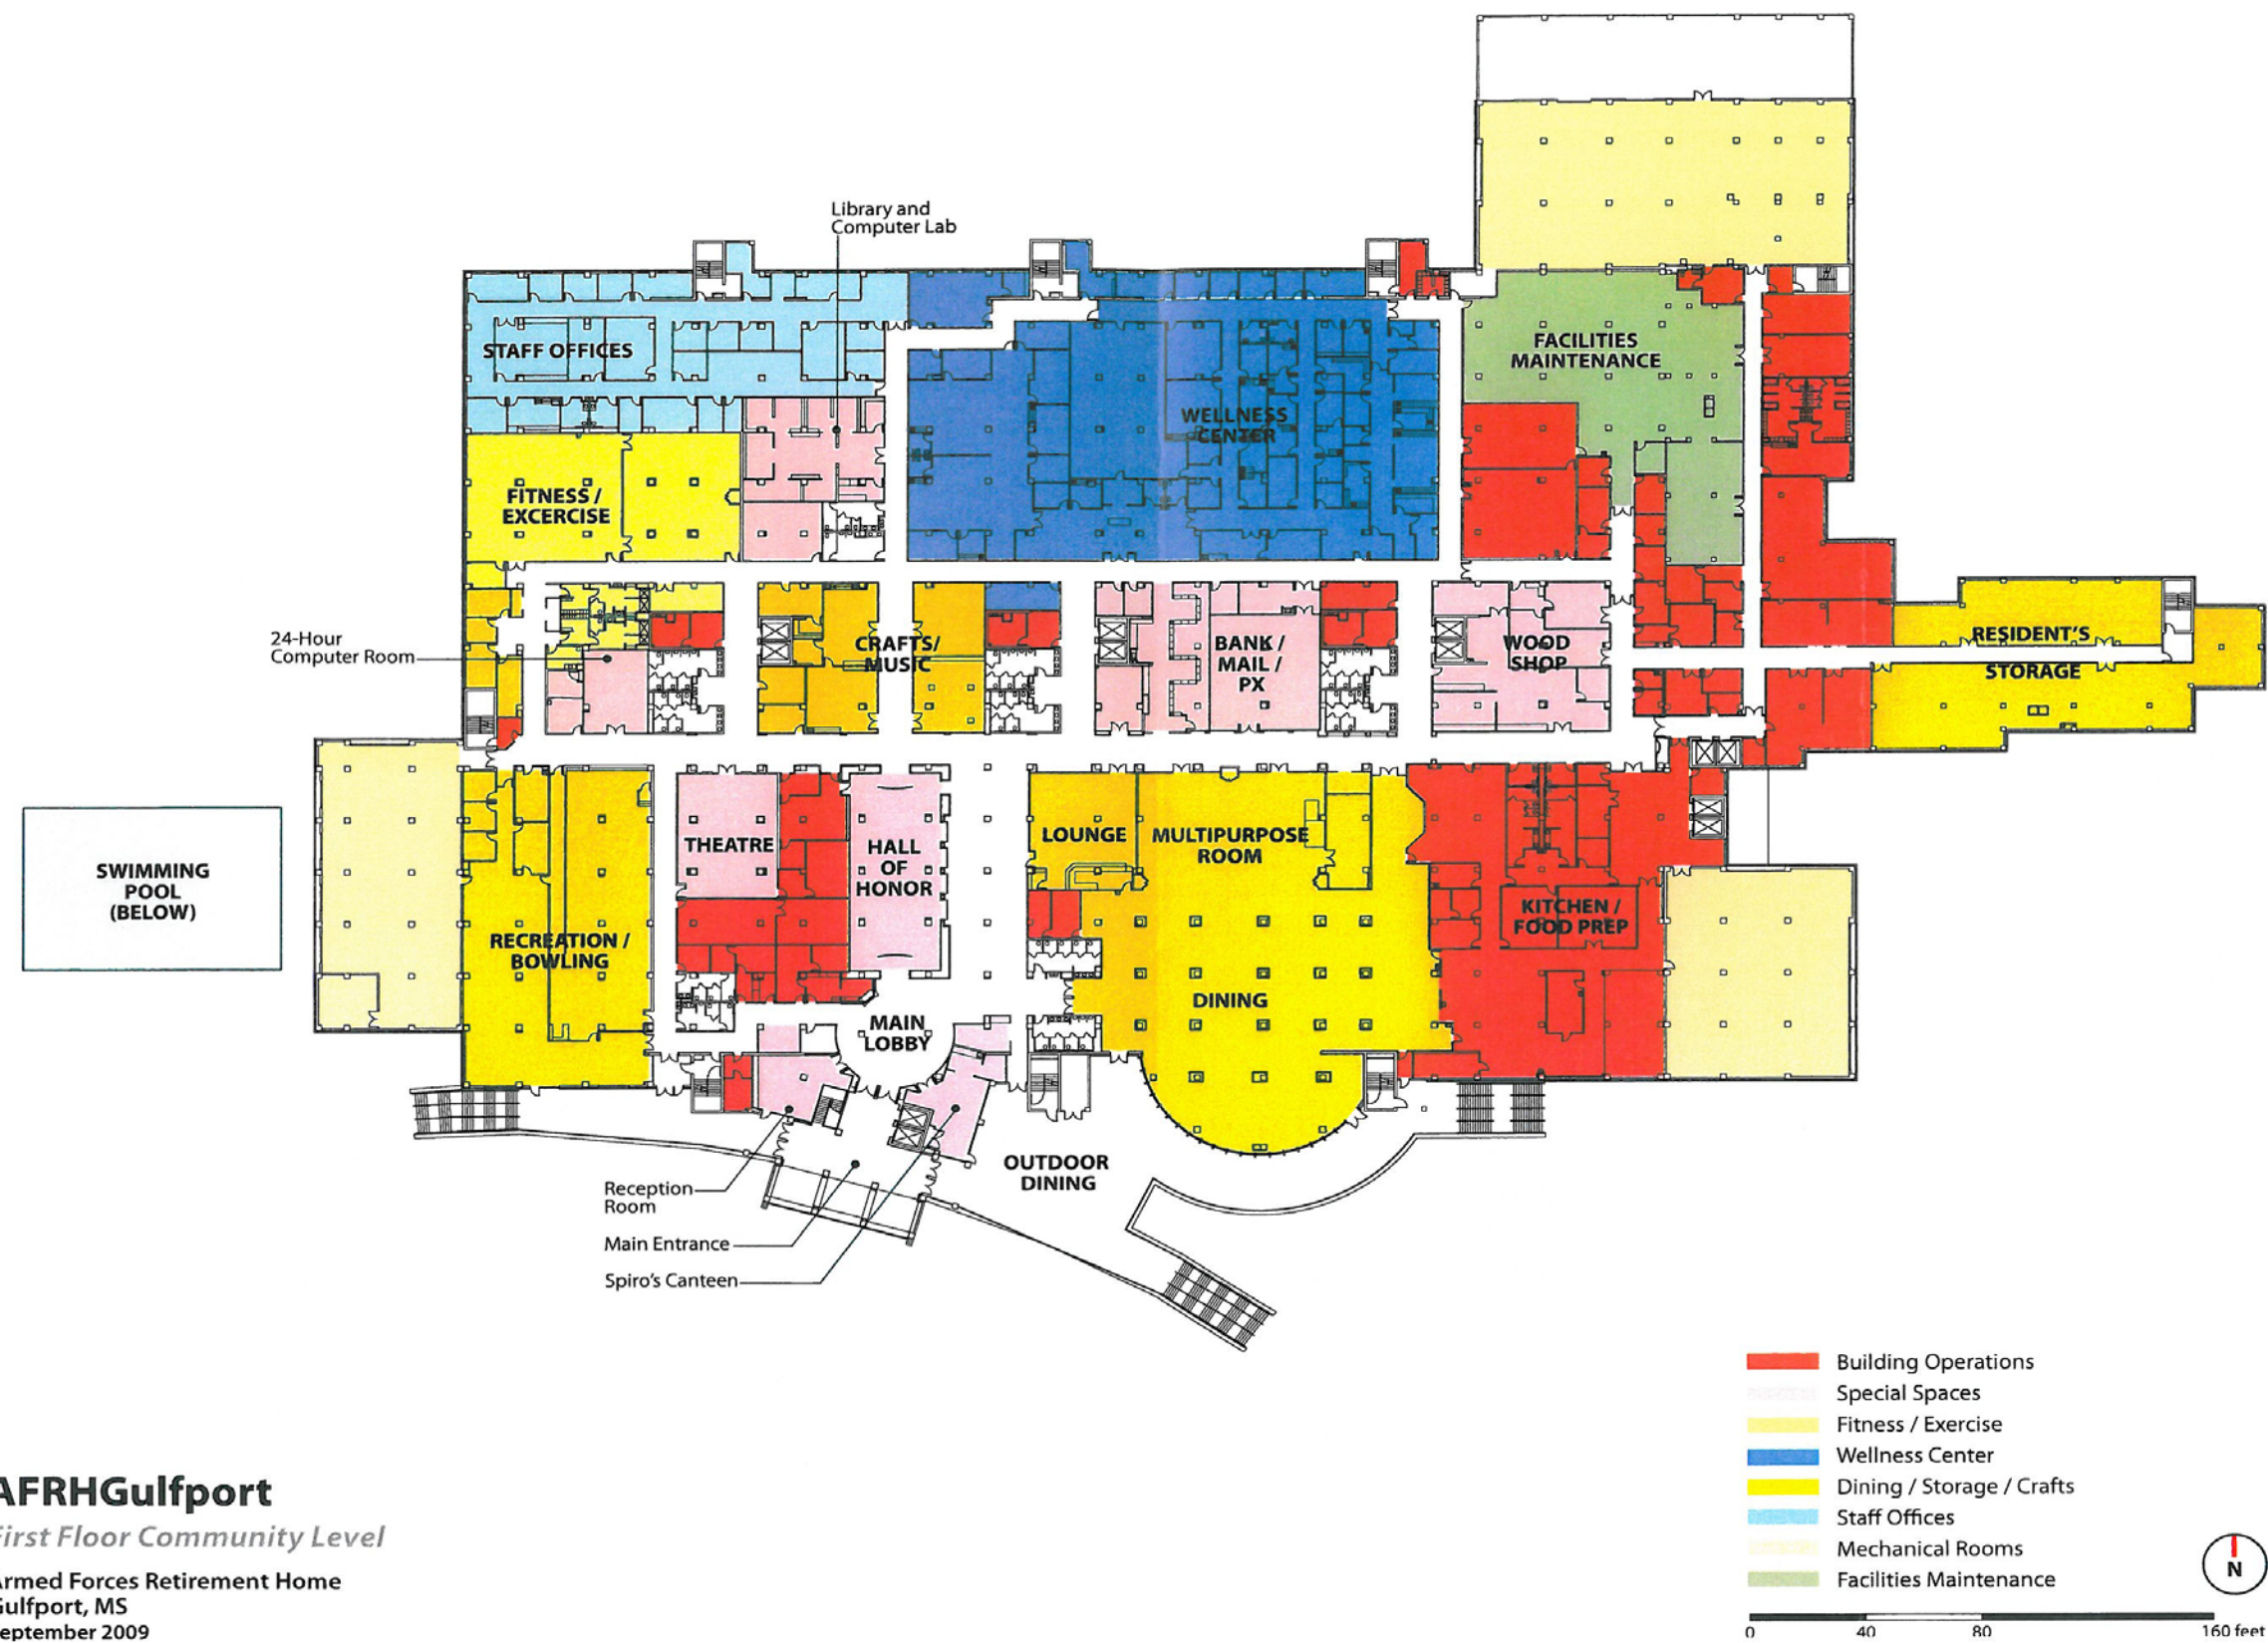 Library and
Computer Lab
STAFF OFFICES
FACILITIES
MAINTENANCE
WELLNESS
CENTER
FITNESS /
EXCERCISE
24-Hour
Computer Room
CRAFTS/
MUSIC
BANK /
MAIL /
PX
WOOD
SHOP
RESIDENT'S
STORAGE
SWIMMING
POOL
(BELOW)
RECREATION /
BOWLING
THEATRE
HALL
OF
HONOR
LOUNGE
MULTIPURPOSE
ROOM
KITCHEN /
FOOD PREP
DINING
MAIN
LOBBY
OUTDOOR
DINING
Reception
Room
Main Entrance
Spiro's Canteen
Building Operations
Special Spaces
Fitness / Exercise
Wellness Center
Dining / Storage / Crafts
Staff Offices
Mechanical Rooms
Facilities Maintenance
N
0 40 80 160 feet
AFRHGulfport
First Floor Community Level
Armed Forces Retirement Home
Gulfport, MS
September 2009